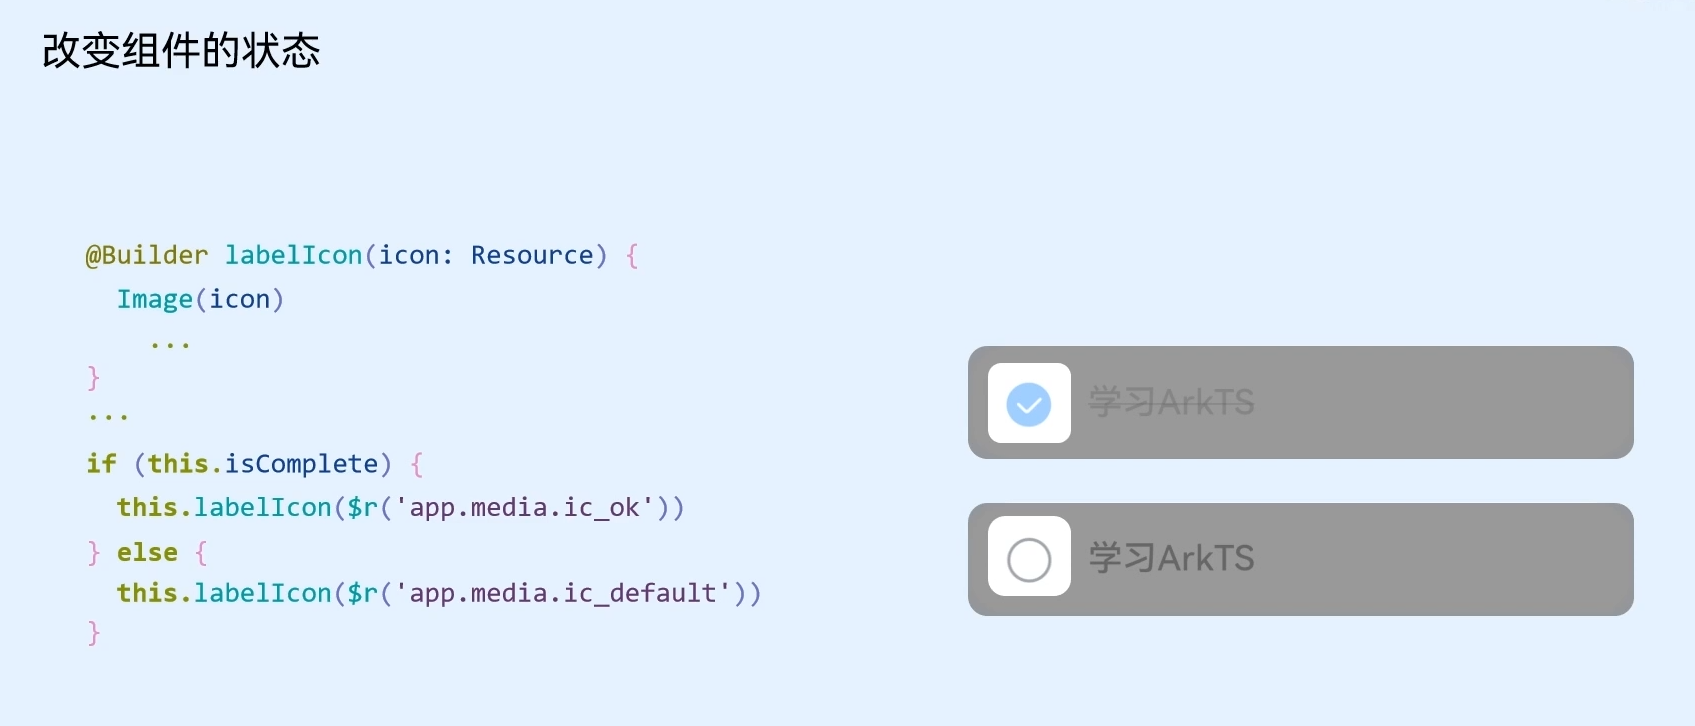 改变组件的状态
@Builder labelIcon(icon: Resource) {
  Image(icon)
    ...
}
...
if (this.isComplete) {
  this.labelIcon($r('app.media.ic_ok'))
} else {
  this.labelIcon($r('app.media.ic_default'))
}
学习ArkTS
学习ArkTS